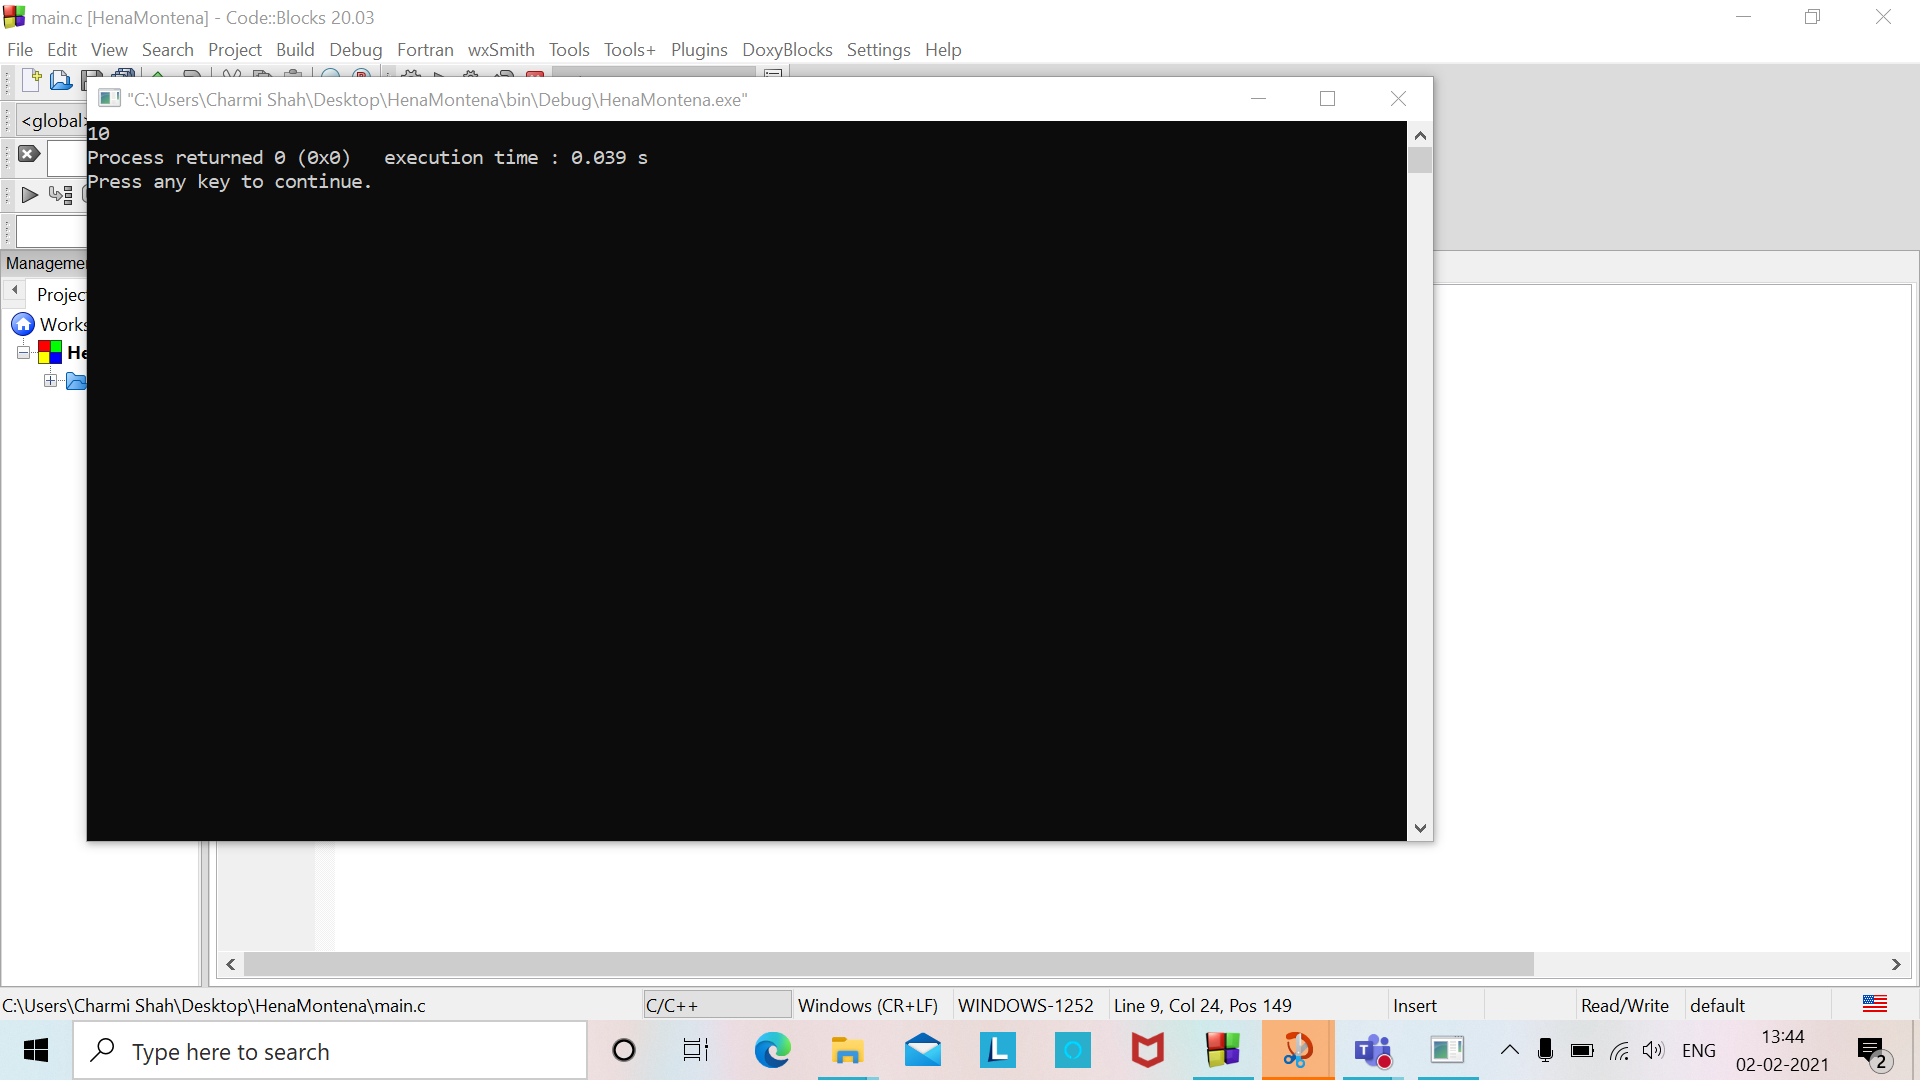 main.c [HenaMontena] - Code::Blocks 20.03
File Edit View Search Project Build Debug Fortran wxSmith Tools Tools+ Plugins DoxyBlocks Settings Help
"C:\Users\Charmi Shah\Desktop\HenaMontena\bin\Debug\HenaMontena.exe"
<global>
10
Process returned 0 (0x0)   execution time : 0.039 s
Press any key to continue.
Managemen
Projec
Works
He
C:\Users\Charmi Shah\Desktop\HenaMontena\main.c C/C++ Windows (CR+LF) WINDOWS-1252 Line 9, Col 24, Pos 149 Insert Read/Write default
Type here to search
L
T
ENG
13:44
02-02-2021
2